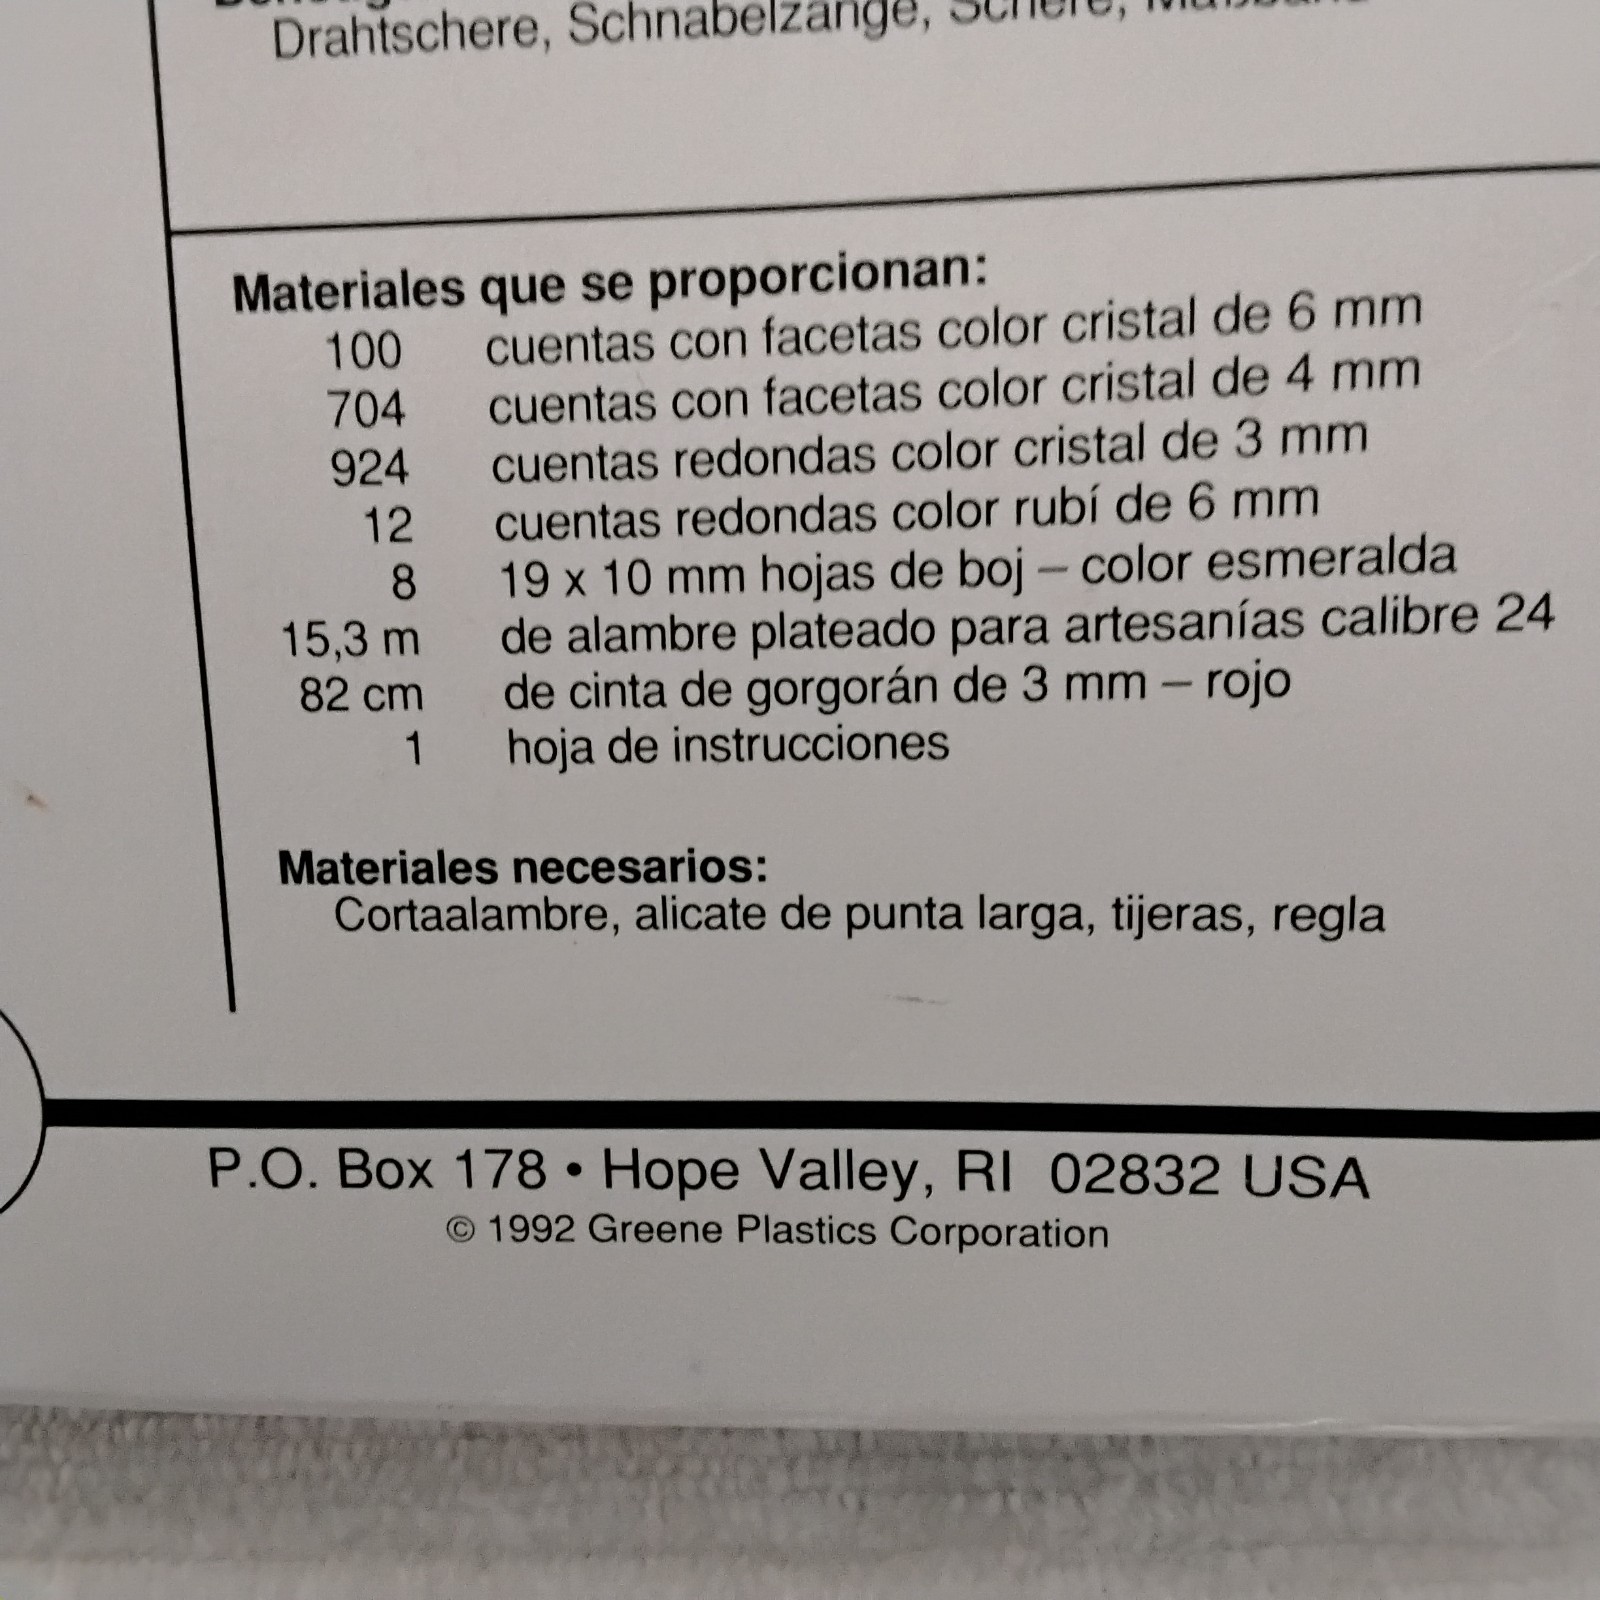 Drahtschere, Schnabelzange, Schere,
Materiales que se proporcionan:
100 cuentas con facetas color cristal de 6 mm
704 cuentas con facetas color cristal de 4 mm
924 cuentas redondas color cristal de 3 mm
12 cuentas redondas color rubí de 6 mm
8 19 x 10 mm hojas de boj – color esmeralda
15,3 m de alambre plateado para artesanías calibre 24
82 cm de cinta de gorgorán de 3 mm – rojo
1 hoja de instrucciones
Materiales necesarios:
Cortaalambre, alicate de punta larga, tijeras, regla
P.O. Box 178 • Hope Valley, RI 02832 USA
© 1992 Greene Plastics Corporation